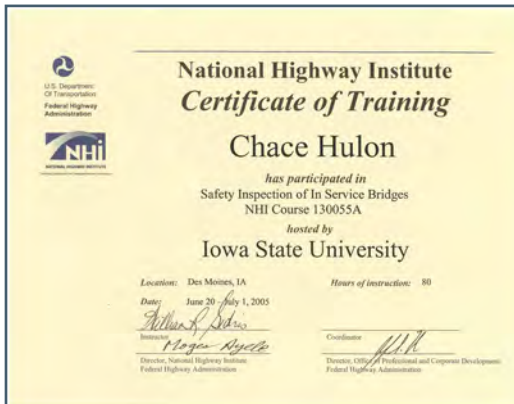 U.S. Department
Of Transportation
Federal Highway
Administration
NHi
NATIONAL HIGHWAY INSTITUTE
National Highway Institute
Certificate of Training
Chace Hulon
has participated in
Safety Inspection of In Service Bridges
NHI Course 130055A
hosted by
Iowa State University
Location: Des Moines, IA
Hours of instruction: 80
Date: June 20 - July 1, 2005
Instructor
Coordinator
Director, National Highway Institute
Federal Highway Administration
Director, Office of Professional and Corporate Development
Federal Highway Administration